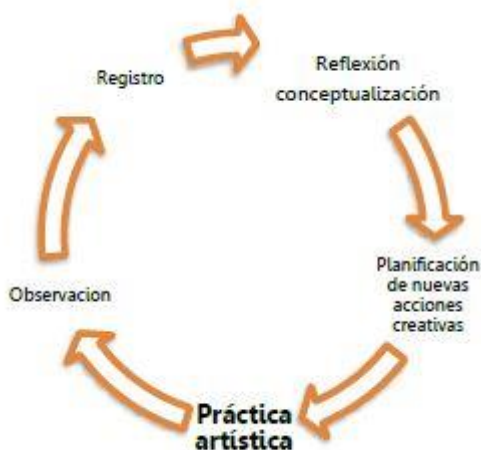 Registro
Reflexión
conceptualización
Planificación
de nuevas
acciones
creativas
Práctica
artística
Observacion